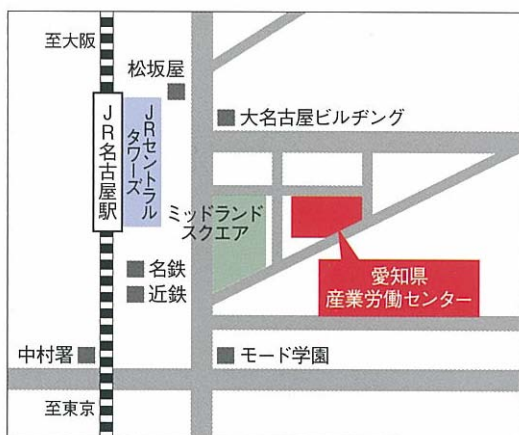 至大阪
松坂屋
大名古屋ビルヂング
JR名古屋駅
JRセントラル
タワーズ
ミッドランド
スクエア
名鉄
近鉄
愛知県
産業労働センター
中村署
モード学園
至東京